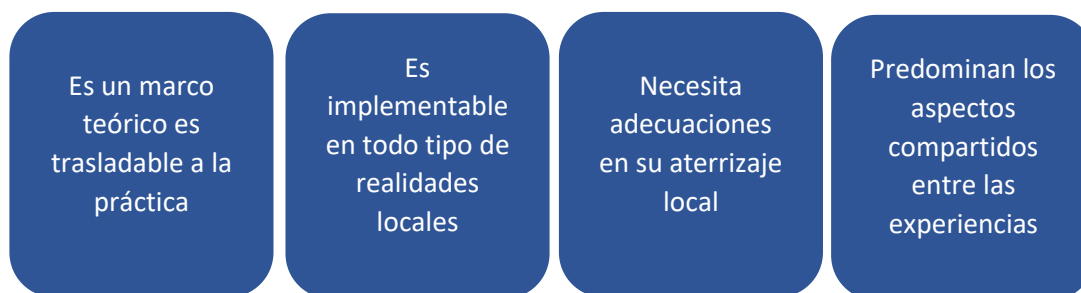 Es un marco
teórico es
trasladable a la
práctica
Es
implementable
en todo tipo de
realidades
locales
Necesita
adecuaciones
en su aterrizaje
local
Predominan los
aspectos
compartidos
entre las
experiencias